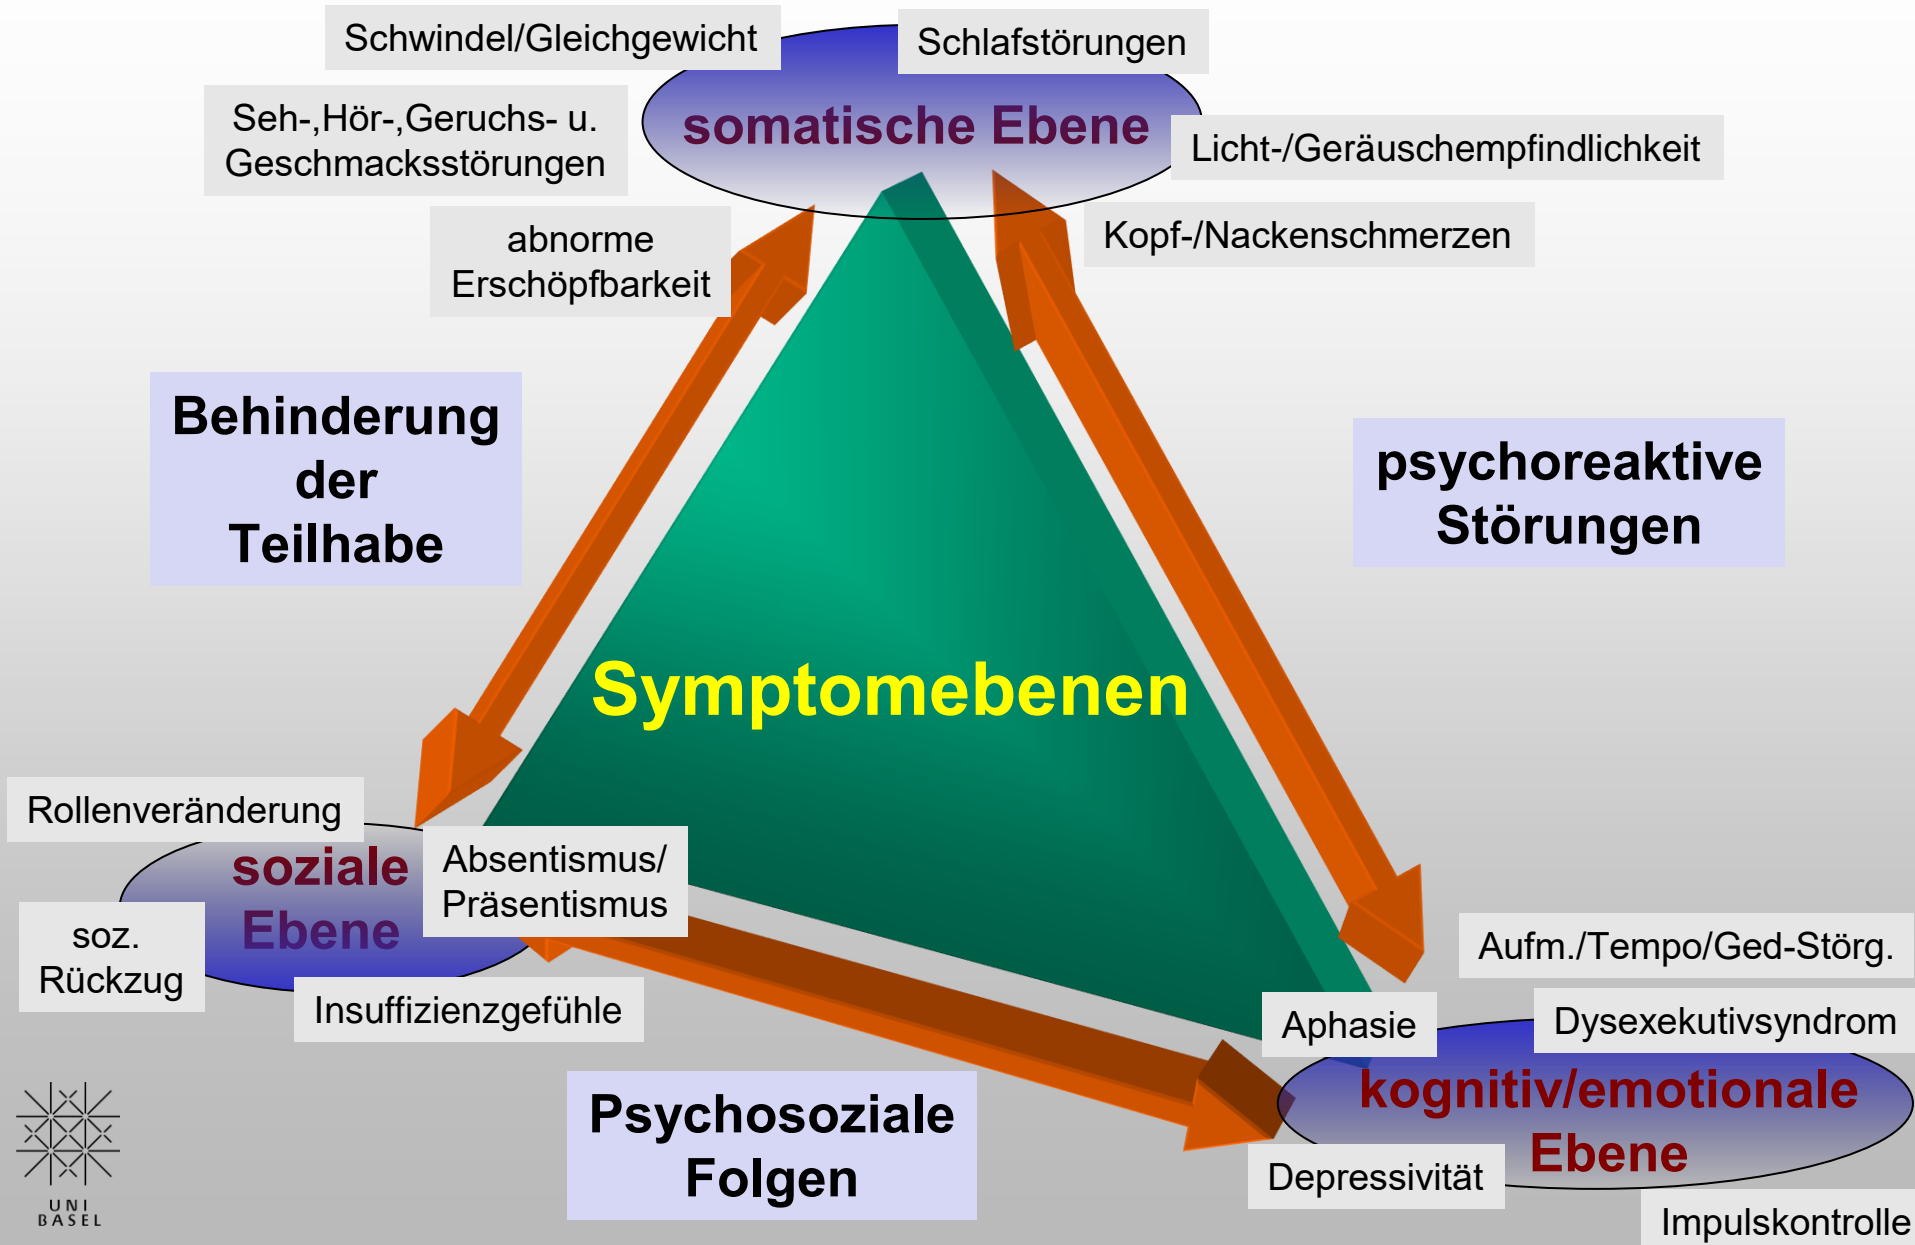 Schwindel/Gleichgewicht
Schlafstörungen
Seh-,Hör-,Geruchs- u.
Geschmacksstörungen
somatische Ebene
Licht-/Geräuschempfindlichkeit
abnorme
Erschöpfbarkeit
Kopf-/Nackenschmerzen
Behinderung
der
Teilhabe
psychoreaktive
Störungen
Symptomebenen
Rollenveränderung
soziale
Ebene
Absentismus/
Präsentismus
soz.
Rückzug
Insuffizienzgefühle
Aufm./Tempo/Ged-Störg.
Aphasie
Dysexekutivsyndrom
kognitiv/emotionale
Ebene
Psychosoziale
Folgen
Depressivität
Impulskontrolle
UNI
BASEL